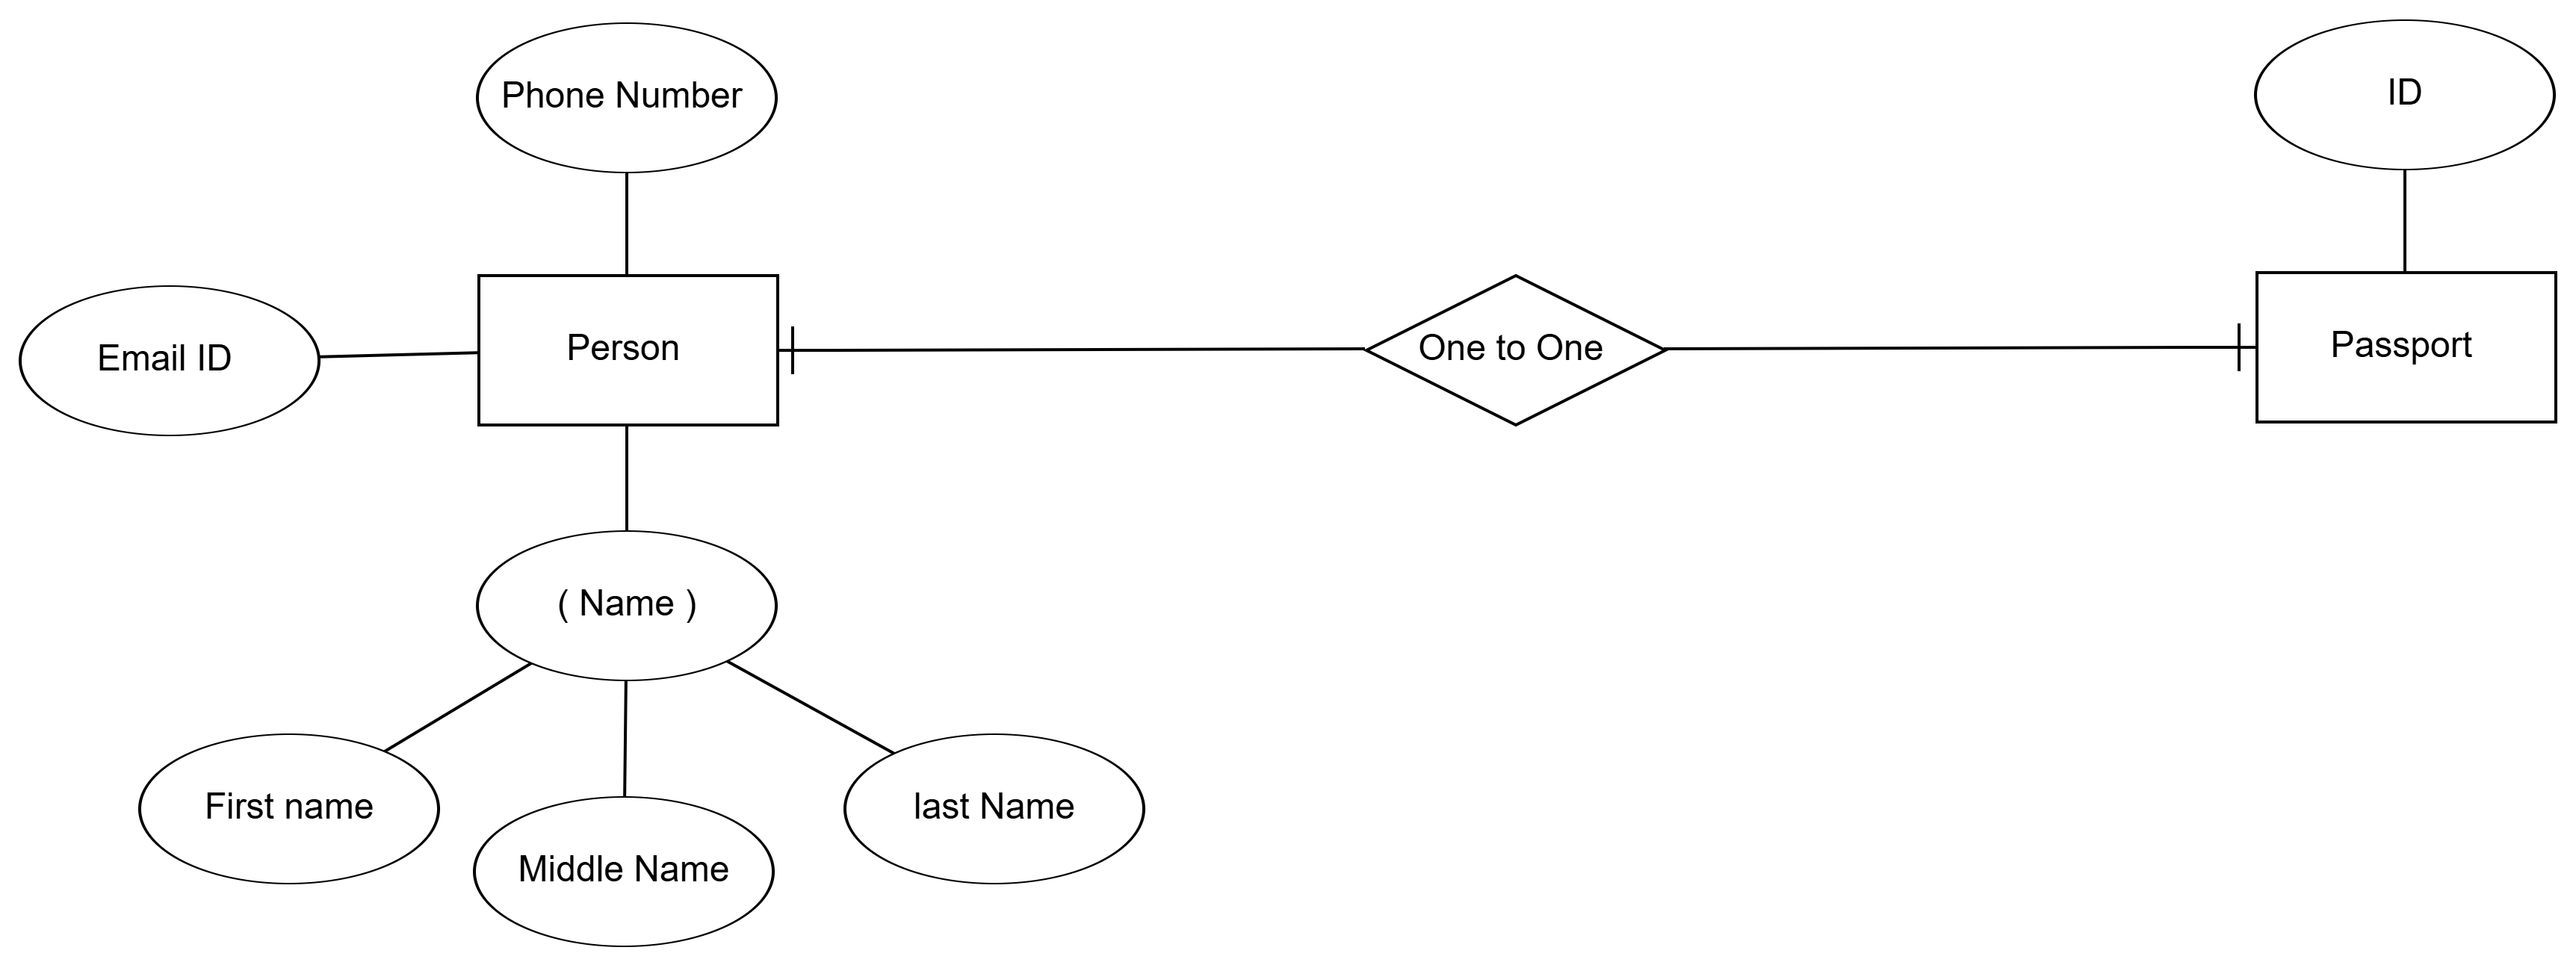 Phone Number
ID
Email ID
Person
One to One
Passport
( Name )
First name
Middle Name
last Name